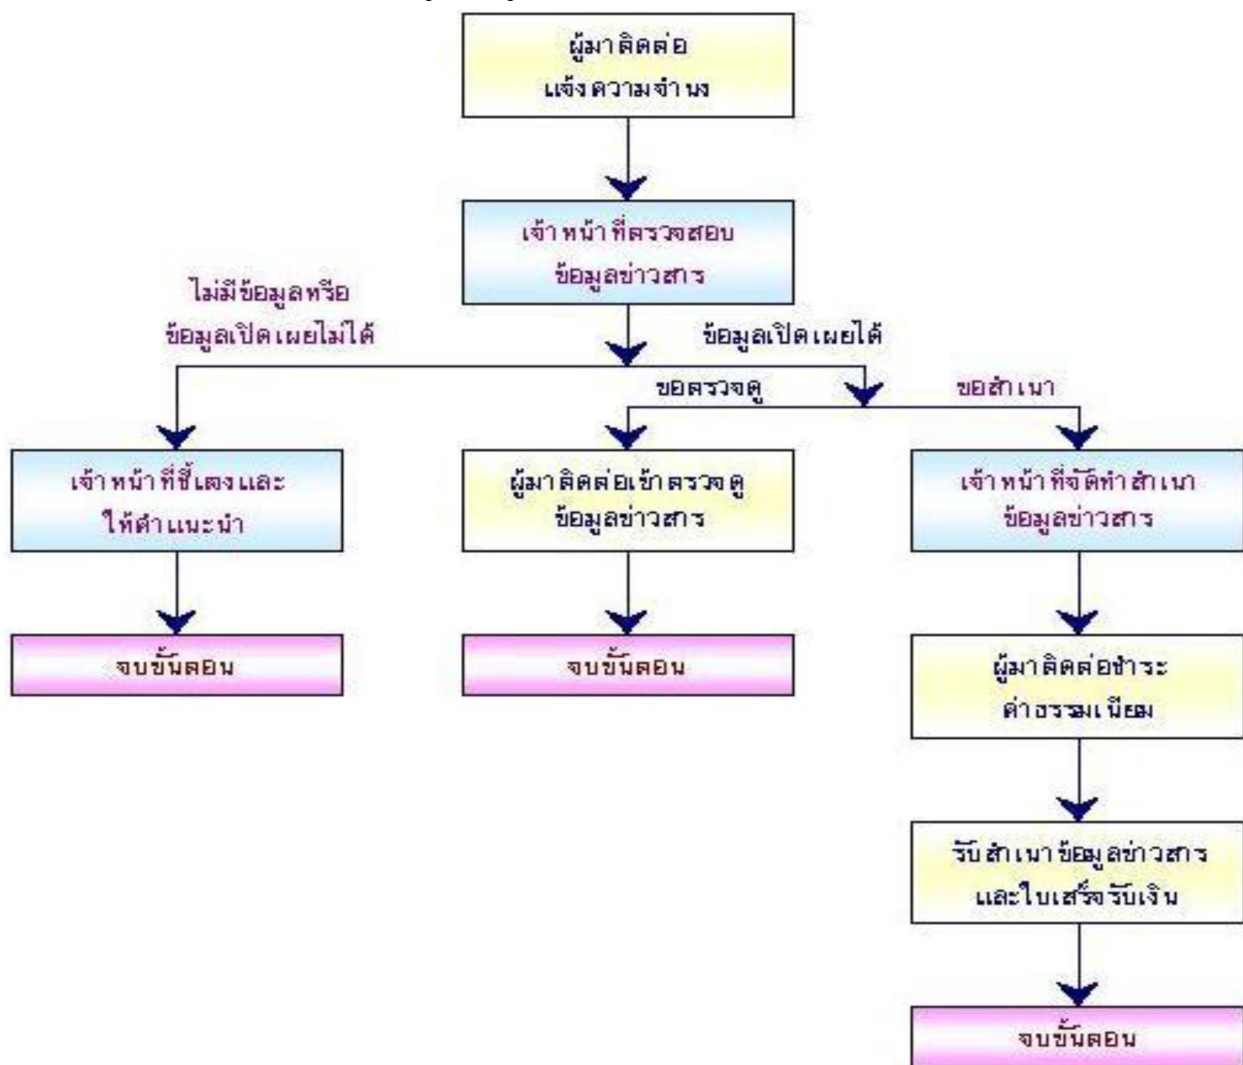 ผู้มาติดต่อ
แจ้งความจำนง
เจ้าหน้าที่ตรวจสอบ
ข้อมูลข่าวสาร
ไม่มีข้อมูลหรือ
ข้อมูลเปิดเผยไม่ได้
ข้อมูลเปิดเผยได้
ขอตรวจดู
ขอสำเนา
เจ้าหน้าที่ชี้แจงและ
ให้คำแนะนำ
ผู้มาติดต่อเข้าตรวจดู
ข้อมูลข่าวสาร
เจ้าหน้าที่จัดทำสำเนา
ข้อมูลข่าวสาร
จบขั้นตอน
จบขั้นตอน
ผู้มาติดต่อชำระ
ค่าธรรมเนียม
รับสำเนาข้อมูลข่าวสาร
และใบเสร็จรับเงิน
จบขั้นตอน